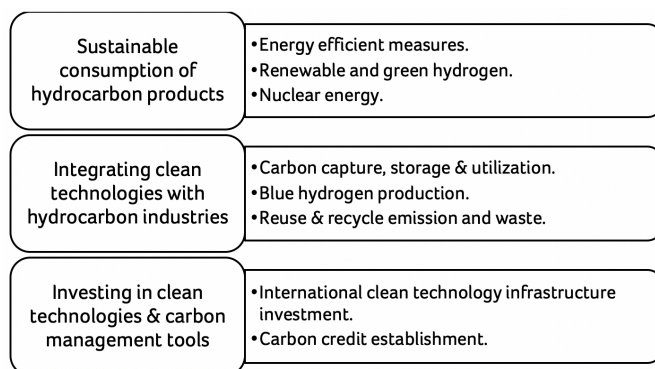 Sustainable
consumption of
hydrocarbon products
•Energy efficient measures.
•Renewable and green hydrogen.
•Nuclear energy.
Integrating clean
technologies with
hydrocarbon industries
•Carbon capture, storage & utilization.
•Blue hydrogen production.
•Reuse & recycle emission and waste.
Investing in clean
technologies & carbon
management tools
•International clean technology infrastructure
investment.
•Carbon credit establishment.